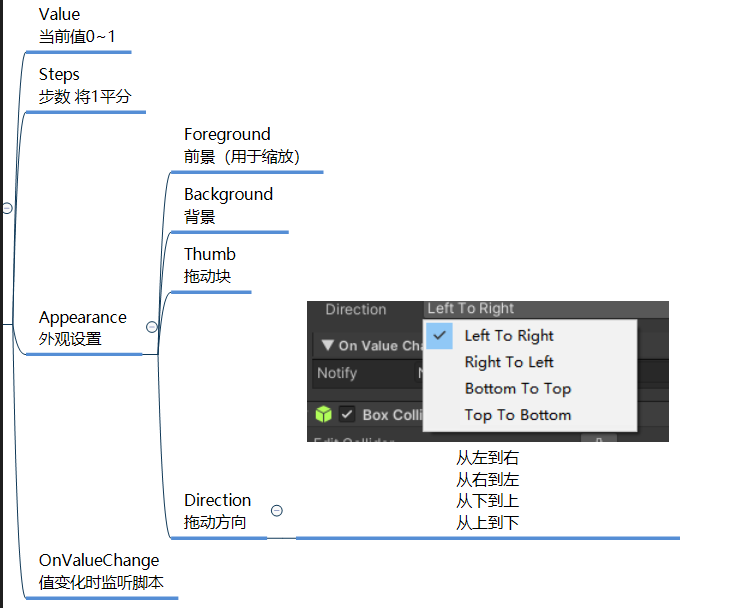 Value
当前值0~1
Steps
步数 将1平分
Appearance
外观设置
Foreground
前景（用于缩放）
Background
背景
Thumb
拖动块
Direction
拖动方向
Direction
Left To Right
Left To Right
Right To Left
Bottom To Top
Top To Bottom
▼ On Value Cha
Notify
Box Colli
从左到右
从右到左
从下到上
从上到下
OnValueChange
值变化时监听脚本